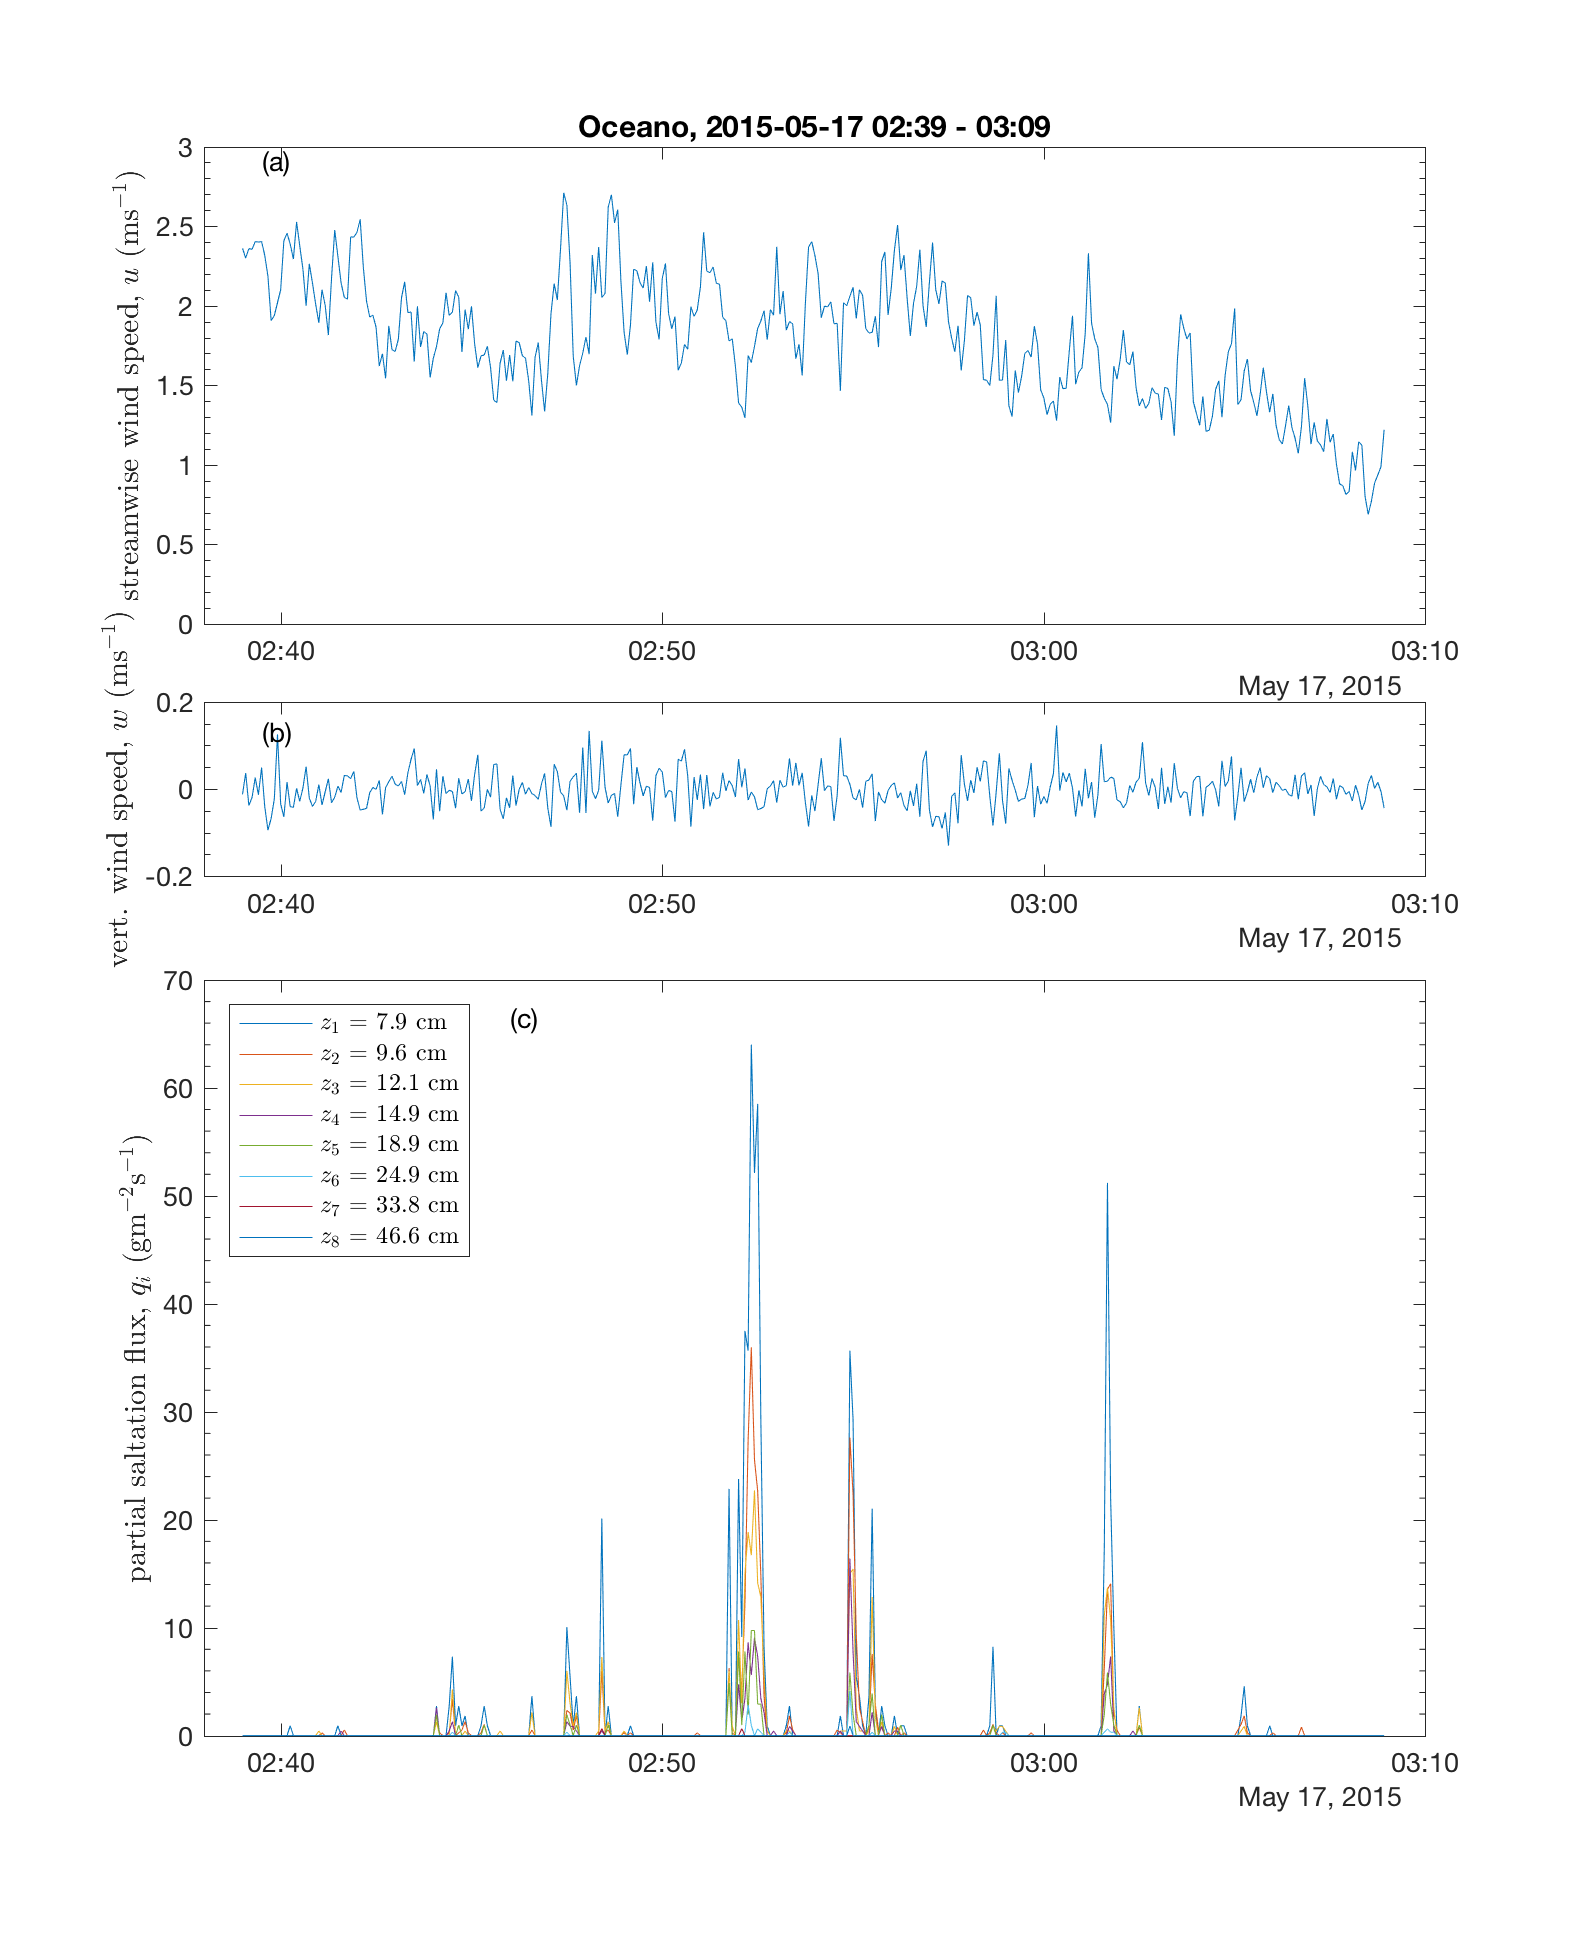 Oceano, 2015-05-17 02:39 - 03:09
(a)
streamwise wind speed, u (ms⁻¹)
3
2.5
2
1.5
1
0.5
0
02:40 02:50 03:00 03:10
May 17, 2015
(b)
vert. wind speed, w (ms⁻¹)
0.2
0
-0.2
02:40 02:50 03:00 03:10
May 17, 2015
(c)
partial saltation flux, qᵢ (gm⁻²s⁻¹)
70
60
50
40
30
20
10
0
z₁ = 7.9 cm
z₂ = 9.6 cm
z₃ = 12.1 cm
z₄ = 14.9 cm
z₅ = 18.9 cm
z₆ = 24.9 cm
z₇ = 33.8 cm
z₈ = 46.6 cm
02:40 02:50 03:00 03:10
May 17, 2015